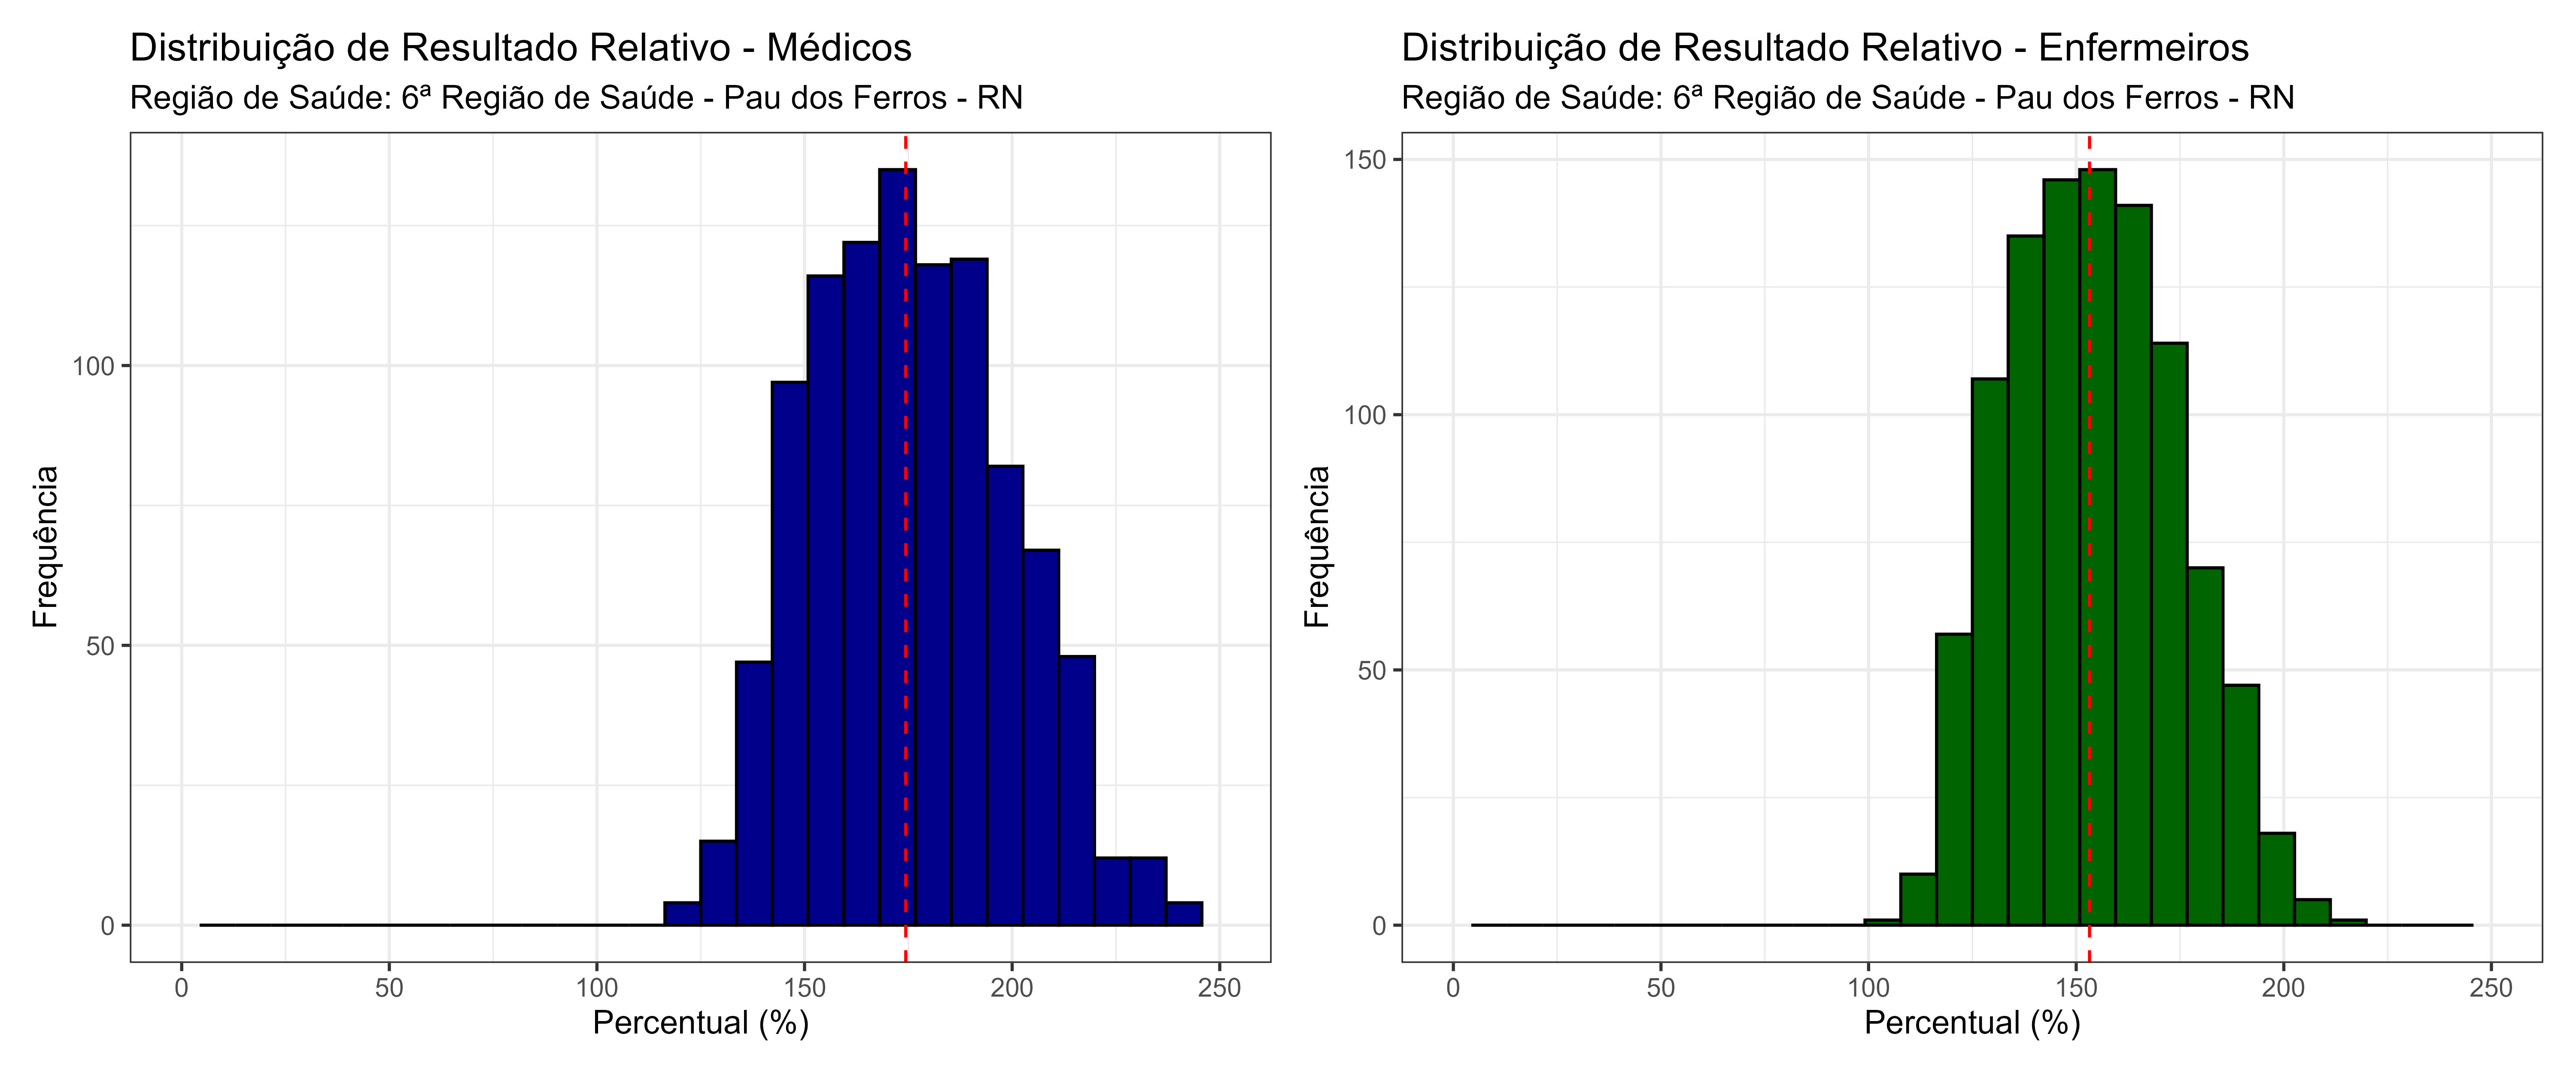 Distribuição de Resultado Relativo - Médicos
Região de Saúde: 6ª Região de Saúde - Pau dos Ferros - RN
Frequência
100
50
0
0 50 100 150 200 250
Percentual (%)
Distribuição de Resultado Relativo - Enfermeiros
Região de Saúde: 6ª Região de Saúde - Pau dos Ferros - RN
Frequência
150
100
50
0
0 50 100 150 200 250
Percentual (%)